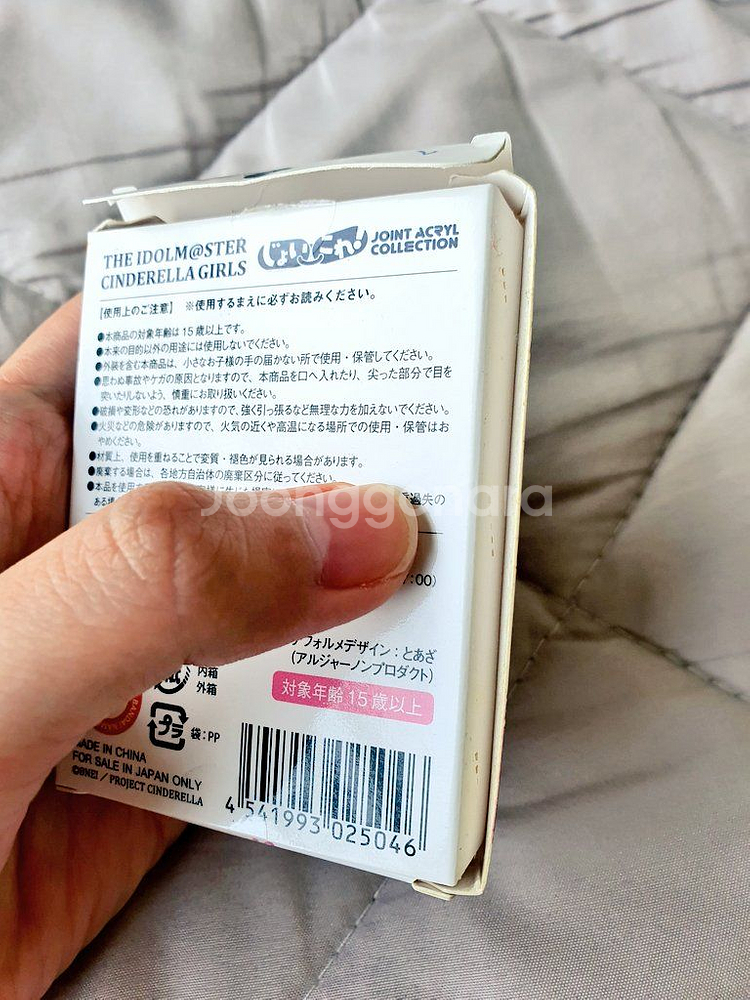 THE IDOLM@STER
CINDERELLA GIRLS
じょいこれ!
JOINT ACRYL
COLLECTION
【使用上のご注意】 ※使用するまえに必ずお読みください。
●本商品の対象年齢は15歳以上です。
●本来の目的以外の用途には使用しないでください。
●外装を含む本商品は、小さなお子様の手の届かない所で使用・保管してください。
●思わぬ事故やケガの原因となりますので、本商品を口へ入れたり、尖った部分で目を
突いたりしないよう、慎重にお取り扱いください。
●破損や変形などの恐れがありますので、強く引っ張るなど無理な力を加えないでください。
●火災などの危険がありますので、火気の近くや高温になる場所での使用・保管はお
やめください。
●材質上、使用を重ねることで変質・褪色が見られる場合があります。
●廃棄する場合は、各地方自治体の廃棄区分に従ってください。
●本品を使用
過失の
ある場
Joonggonara
:00)
フォルメデザイン:とあざ
(アルジャーノンプロダクト)
内箱
外箱
対象年齢15歳以上
プラ
袋:PP
MADE IN CHINA
FOR SALE IN JAPAN ONLY
©BNEI / PROJECT CINDERELLA
4 541993 025046